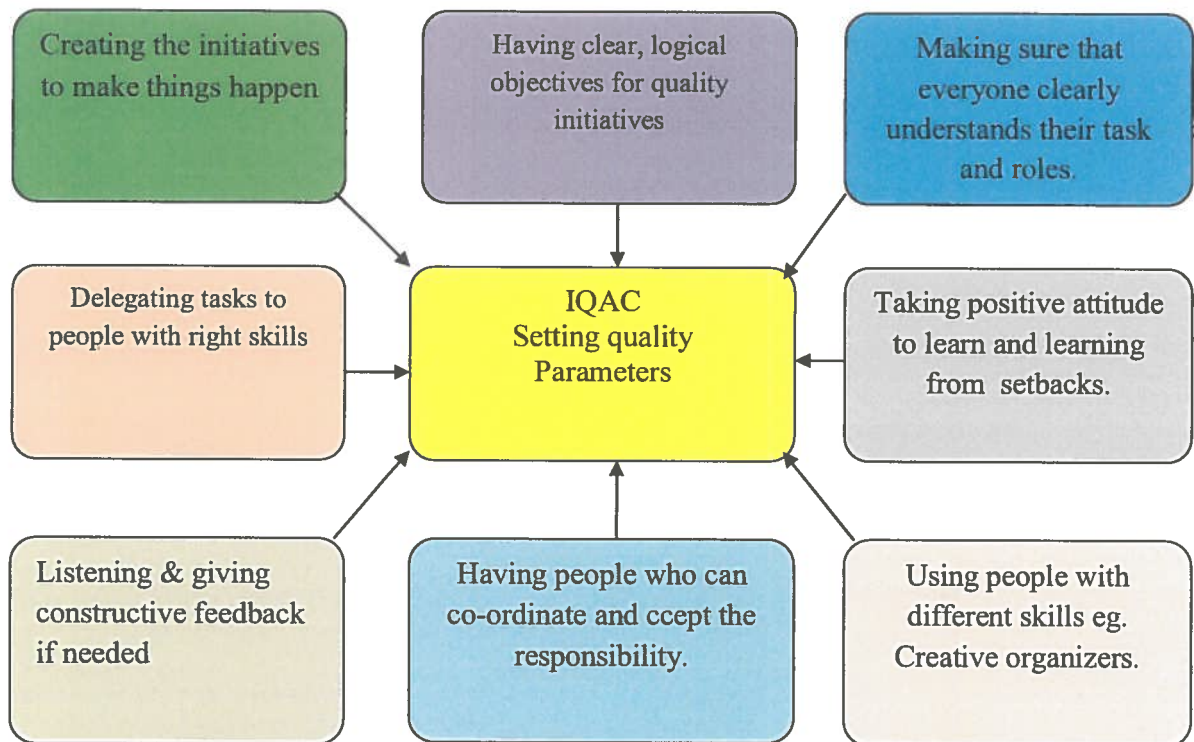 Creating the initiatives
to make things happen
Having clear, logical
objectives for quality
initiatives
Making sure that
everyone clearly
understands their task
and roles.
Delegating tasks to
people with right skills
IQAC
Setting quality
Parameters
Taking positive attitude
to learn and learning
from setbacks.
Listening & giving
constructive feedback
if needed
Having people who can
co-ordinate and ccept the
responsibility.
Using people with
different skills eg.
Creative organizers.